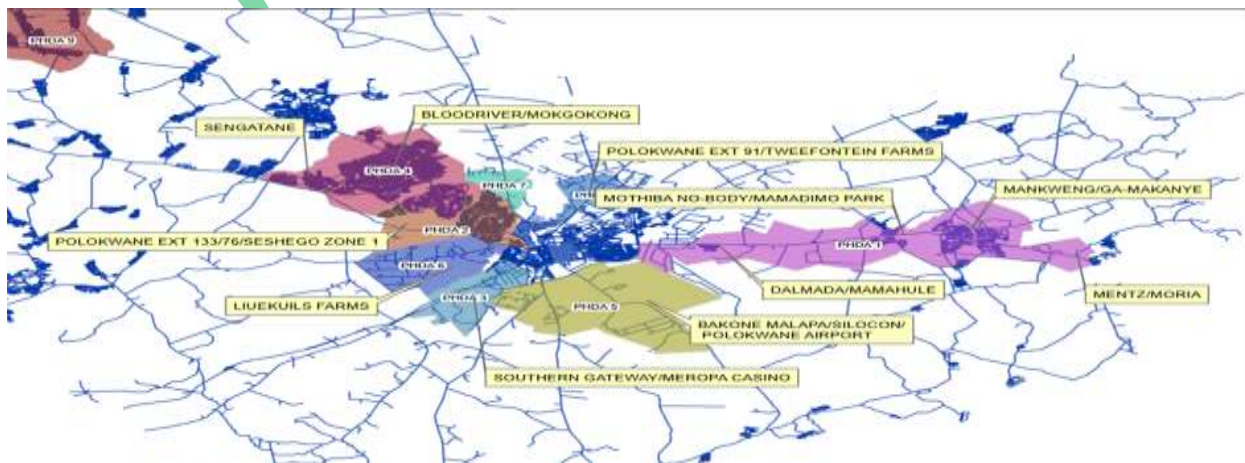 PHDA 9
BLOODRIVER/MOKGOKONG
SENGATANE
POLOKWANE EXT 91/TWEEFONTEIN FARMS
PHDA 4
PHDA 7
MANKWENG/GA-MAKANYE
MOTHIBA NO-BODY/MAMADIMO PARK
PHDA 2
POLOKWANE EXT 133/76/SESHEGO ZONE 1
PHDA 1
PHDA 6
DALMADA/MAMAHULE
MENTZ/MORIA
LIUEKUILS FARMS
PHDA 3
PHDA 5
BAKONE MALAPA/SILOCON/
POLOKWANE AIRPORT
SOUTHERN GATEWAY/MEROPA CASINO